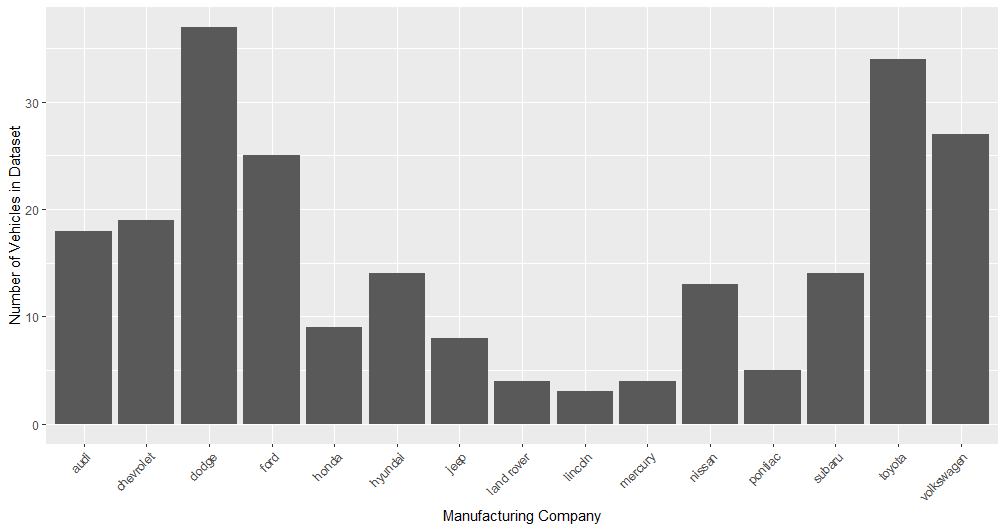 Number of Vehicles in Dataset
30
20
10
0
audi
chevrolet
dodge
ford
honda
hyundai
jeep
land rover
lincoln
mercury
nissan
pontiac
subaru
toyota
volkswagen
Manufacturing Company